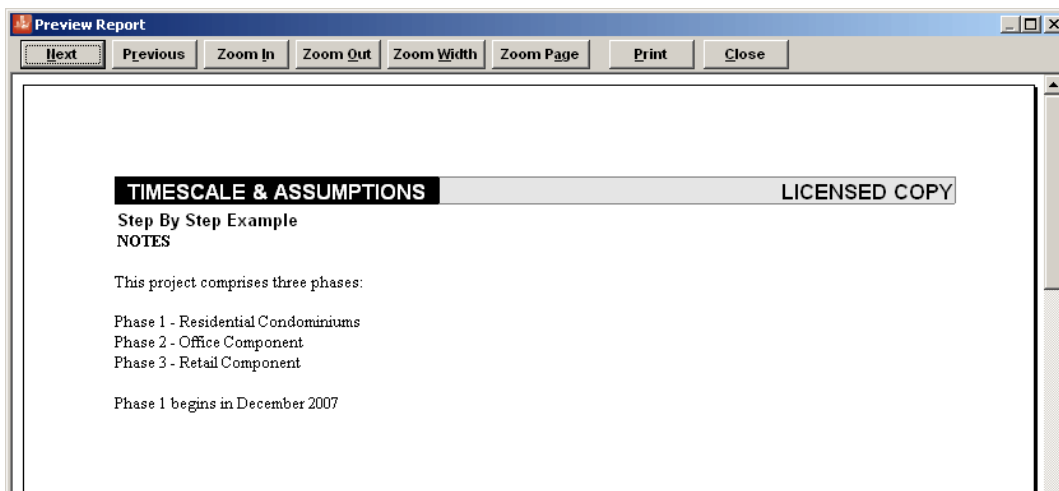 Preview Report
Next Previous Zoom In Zoom Out Zoom Width Zoom Page Print Close
TIMESCALE & ASSUMPTIONS LICENSED COPY
Step By Step Example
NOTES
This project comprises three phases:
Phase 1 - Residential Condominiums
Phase 2 - Office Component
Phase 3 - Retail Component
Phase 1 begins in December 2007